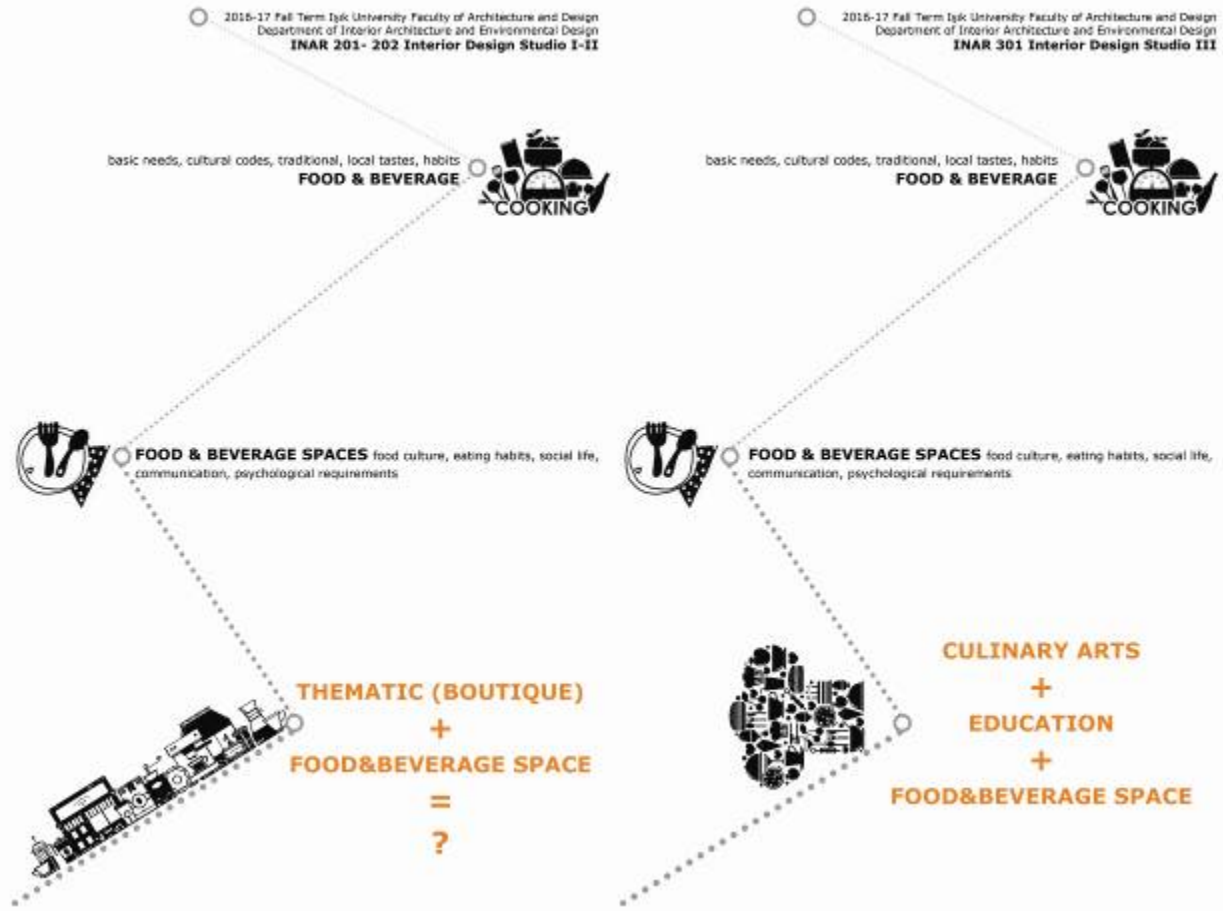 2016-17 Fall Term Işık University Faculty of Architecture and Design
Department of Interior Architecture and Environmental Design
INAR 201- 202 Interior Design Studio I-II
basic needs, cultural codes, traditional, local tastes, habits
FOOD & BEVERAGE
COOKING
FOOD & BEVERAGE SPACES food culture, eating habits, social life,
communication, psychological requirements
THEMATIC (BOUTIQUE)
+
FOOD&BEVERAGE SPACE
=
?
2016-17 Fall Term Işık University Faculty of Architecture and Design
Department of Interior Architecture and Environmental Design
INAR 301 Interior Design Studio III
basic needs, cultural codes, traditional, local tastes, habits
FOOD & BEVERAGE
COOKING
FOOD & BEVERAGE SPACES food culture, eating habits, social life,
communication, psychological requirements
CULINARY ARTS
+
EDUCATION
+
FOOD&BEVERAGE SPACE